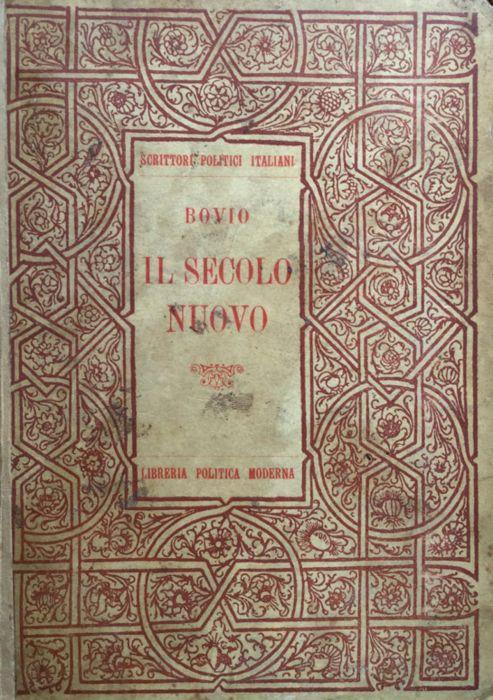 SCRITTORI POLITICI ITALIANI
BOVIO
IL SECOLO
NUOVO
LIBRERIA POLITICA MODERNA